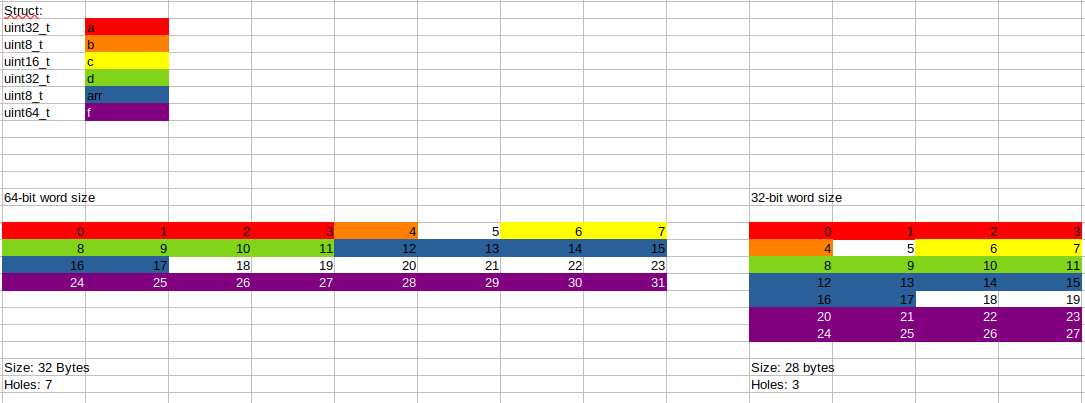 Struct:
uint32_t a
uint8_t b
uint16_t c
uint32_t d
uint8_t arr
uint64_t f
64-bit word size 32-bit word size
0 1 2 3 4 5 6 7 0 1 2 3
8 9 10 11 12 13 14 15 4 5 6 7
16 17 18 19 20 21 22 23 8 9 10 11
24 25 26 27 28 29 30 31 12 13 14 15
16 17 18 19
20 21 22 23
24 25 26 27
Size: 32 Bytes Size: 28 bytes
Holes: 7 Holes: 3